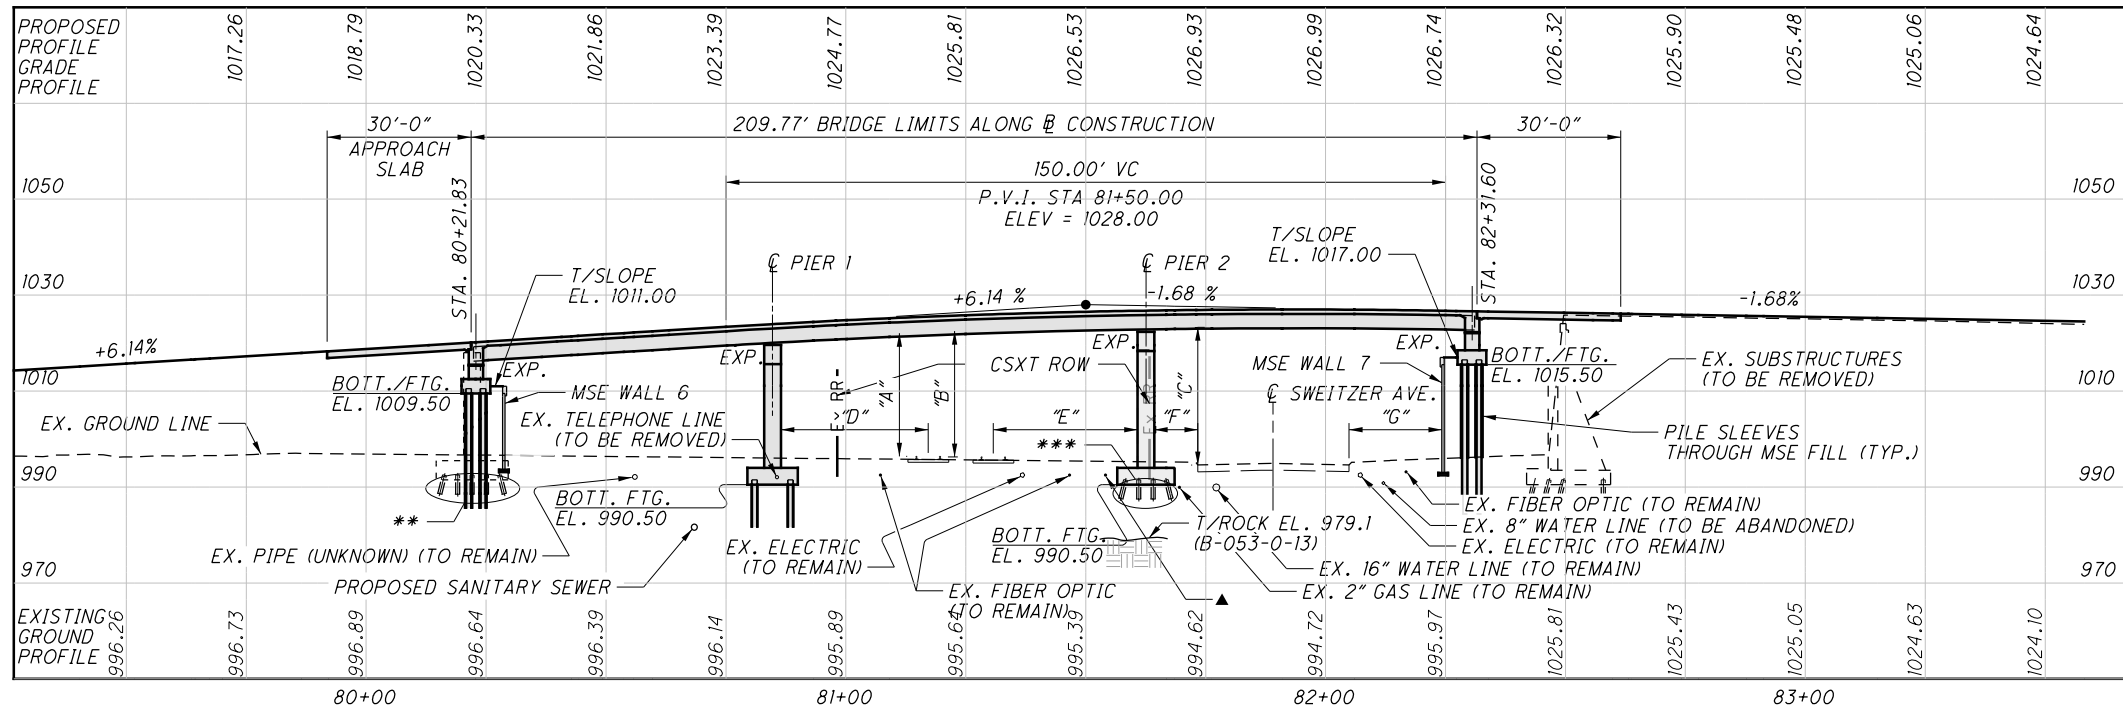 PROPOSED
PROFILE
GRADE
PROFILE
1017.26
1018.79
1020.33
1021.86
1023.39
1024.77
1025.81
1026.53
1026.93
1026.99
1026.74
1026.32
1025.90
1025.48
1025.06
1024.64
30'-0"
APPROACH
SLAB
209.77' BRIDGE LIMITS ALONG ℄ CONSTRUCTION
30'-0"
150.00' VC
P.V.I. STA 81+50.00
ELEV = 1028.00
1050
1050
STA. 80+21.83
STA. 82+31.60
T/SLOPE
EL. 1017.00
T/SLOPE
EL. 1011.00
℄ PIER 1
℄ PIER 2
1030
1030
+6.14 %
-1.68 %
-1.68%
+6.14%
EXP.
EXP.
EXP.
EXP.
BOTT./FTG.
EL. 1009.50
MSE WALL 6
CSXT ROW
MSE WALL 7
BOTT./FTG.
EL. 1015.50
EX. SUBSTRUCTURES
(TO BE REMOVED)
1010
1010
EX. RR
EX. RR
"A"
"B"
"C"
"D"
"E"
"F"
"G"
℄ SWEITZER AVE.
EX. GROUND LINE
EX. TELEPHONE LINE
(TO BE REMOVED)
***
PILE SLEEVES
THROUGH MSE FILL (TYP.)
990
990
**
BOTT. FTG.
EL. 990.50
EX. PIPE (UNKNOWN) (TO REMAIN)
PROPOSED SANITARY SEWER
EX. ELECTRIC
(TO REMAIN)
BOTT. FTG.
EL. 990.50
T/ROCK EL. 979.1
(B-053-0-13)
EX. FIBER OPTIC (TO REMAIN)
EX. 8" WATER LINE (TO BE ABANDONED)
EX. ELECTRIC (TO REMAIN)
EX. 16" WATER LINE (TO REMAIN)
EX. 2" GAS LINE (TO REMAIN)
EX. FIBER OPTIC
(TO REMAIN)
970
970
EXISTING
GROUND
PROFILE
996.26
996.73
996.89
996.64
996.39
996.14
995.89
995.64
995.39
994.62
994.72
995.97
1025.81
1025.43
1025.05
1024.63
1024.10
80+00
81+00
82+00
83+00